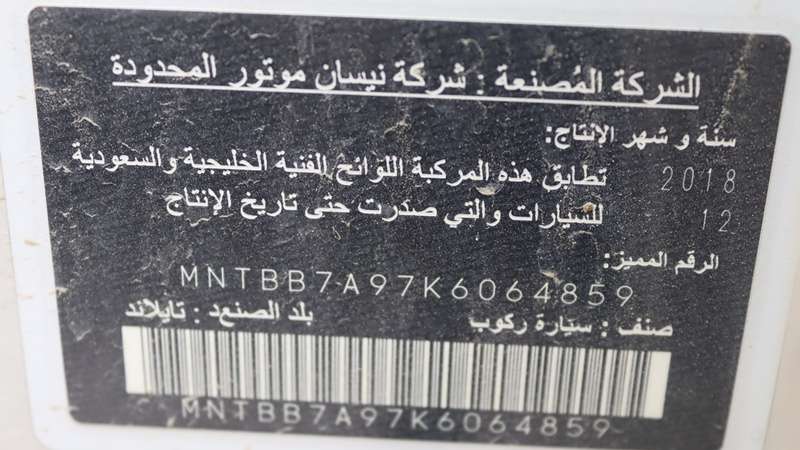 الشركة المُصنعة : شركة نيسان موتور المحدودة
سنة و شهر الإنتاج:
2018 تطابق هذه المركبة اللوائح الفنية الخليجية والسعودية
12 للسيارات والتي صدرت حتى تاريخ الإنتاج
الرقم المميز:
MNTBB7A97K6064859
صنف : سيارة ركوب بلد الصنعد : تايلاند
MNTBB7A97K6064859